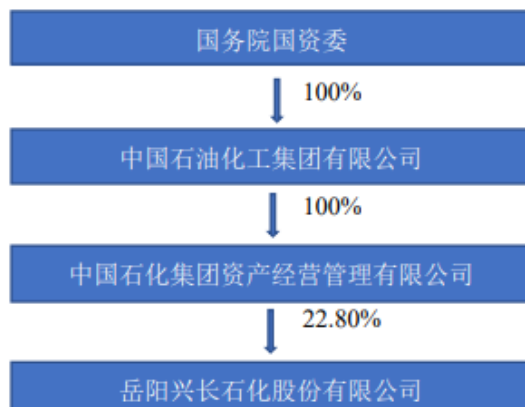 国务院国资委
100%
中国石油化工集团有限公司
100%
中国石化集团资产经营管理有限公司
22.80%
岳阳兴长石化股份有限公司